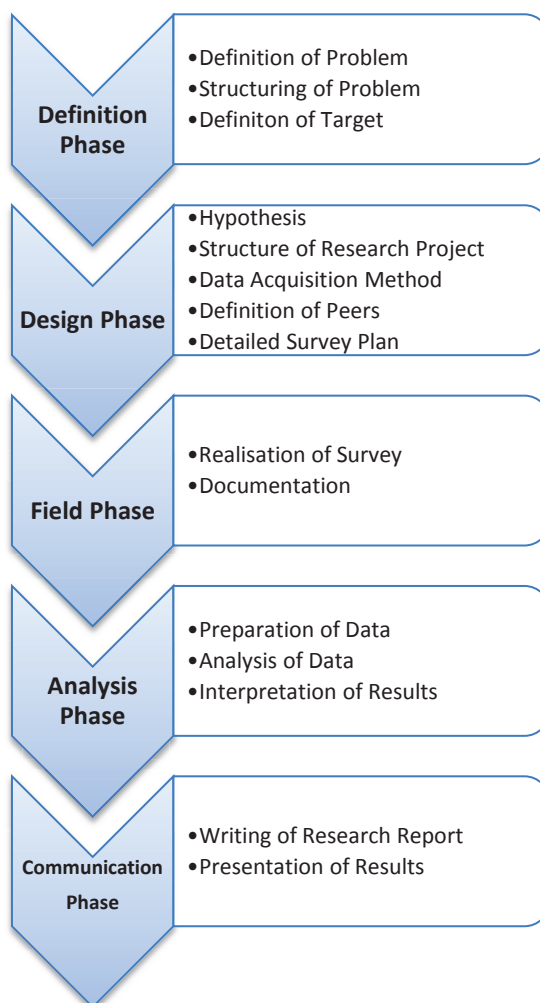 Definition
Phase
•Definition of Problem
•Structuring of Problem
•Definiton of Target
Design Phase
•Hypothesis
•Structure of Research Project
•Data Acquisition Method
•Definition of Peers
•Detailed Survey Plan
Field Phase
•Realisation of Survey
•Documentation
Analysis
Phase
•Preparation of Data
•Analysis of Data
•Interpretation of Results
Communication
Phase
•Writing of Research Report
•Presentation of Results